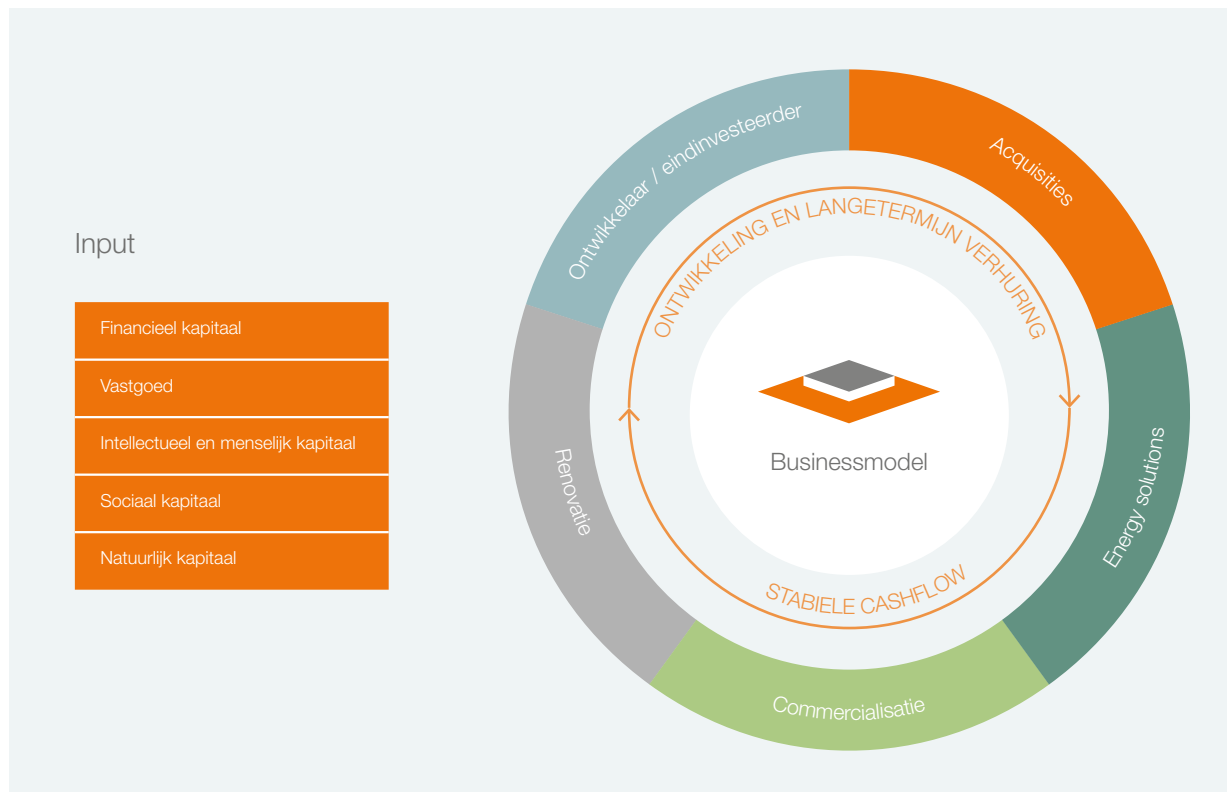 Input
Financieel kapitaal
Vastgoed
Intellectueel en menselijk kapitaal
Sociaal kapitaal
Natuurlijk kapitaal
Ontwikkelaar / eindinvesteerder
Acquisities
Energy solutions
Commercialisatie
Renovatie
ONTWIKKELING EN LANGETERMIJN VERHURING
STABIELE CASHFLOW
Businessmodel